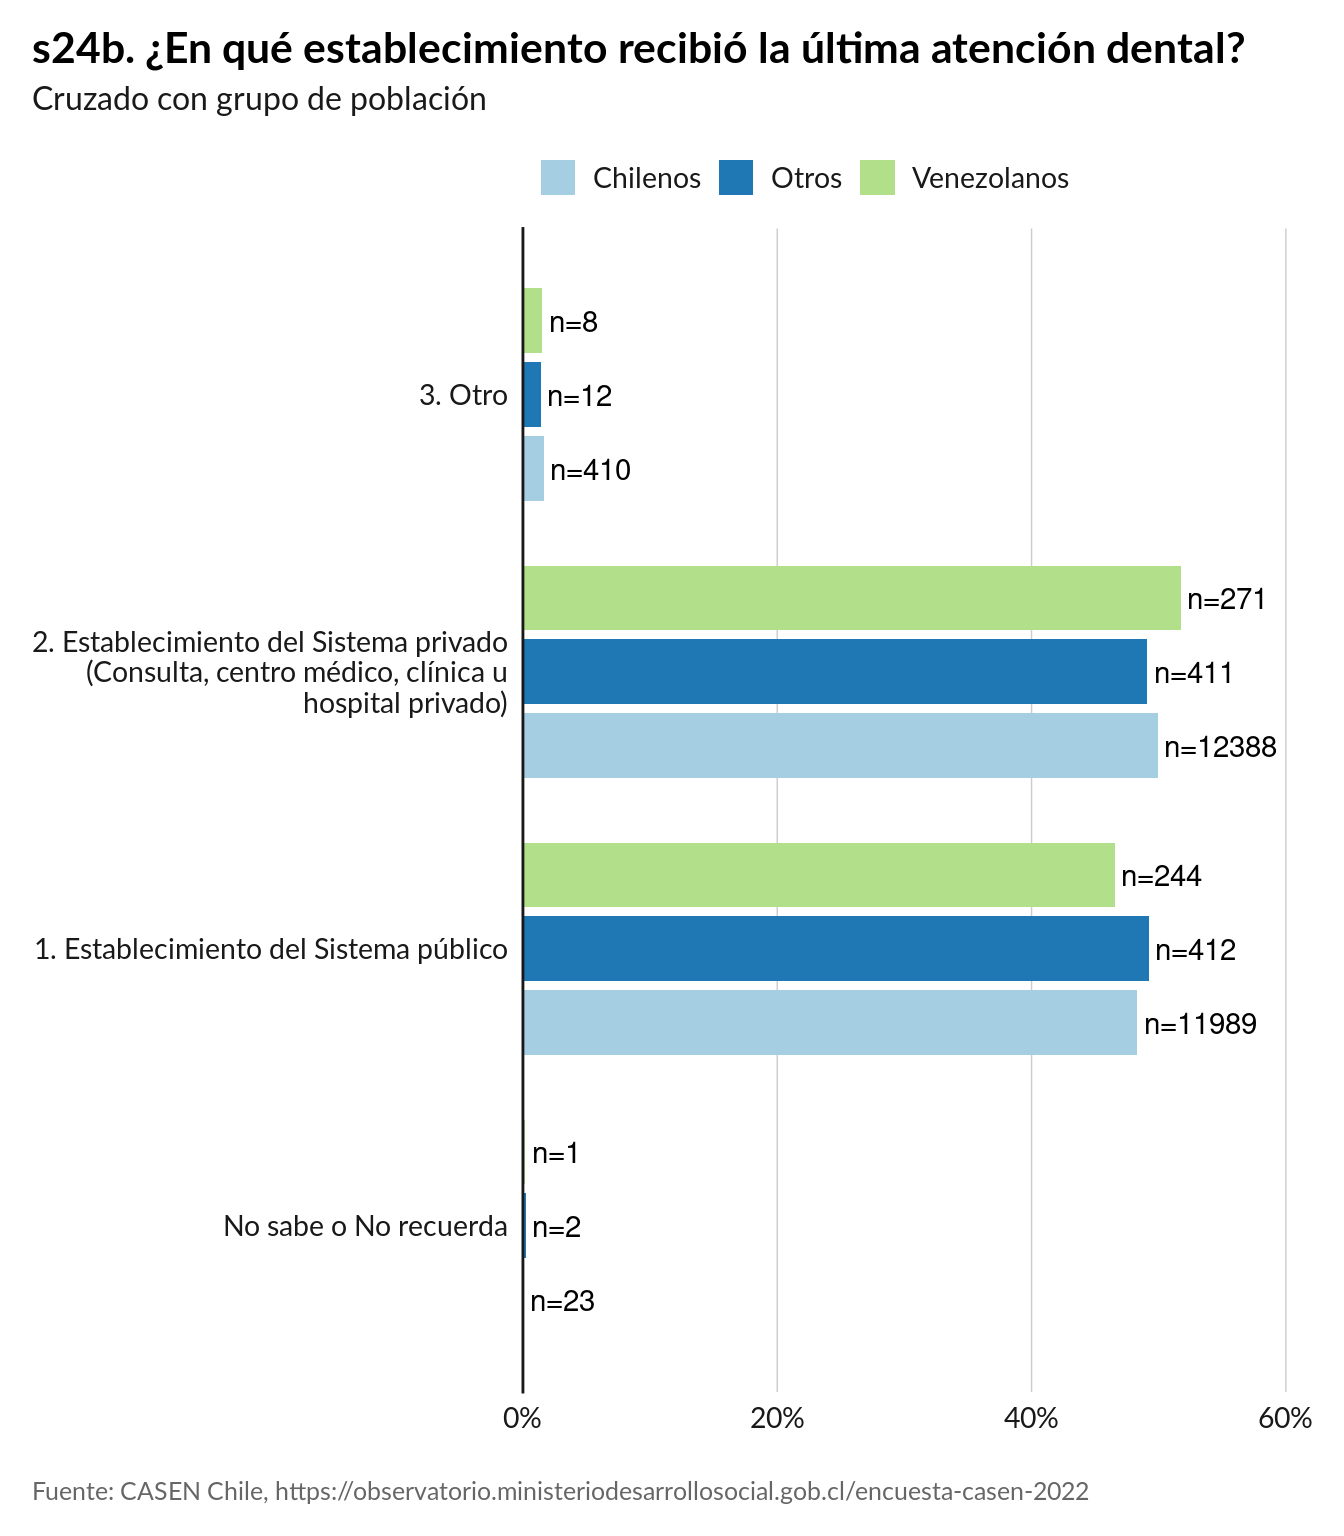 s24b. ¿En qué establecimiento recibió la última atención dental?
Cruzado con grupo de población
Chilenos
Otros
Venezolanos
n=8
3. Otro
n=12
n=410
n=271
2. Establecimiento del Sistema privado
(Consulta, centro médico, clínica u
hospital privado)
n=411
n=12388
n=244
1. Establecimiento del Sistema público
n=412
n=11989
n=1
No sabe o No recuerda
n=2
n=23
0%
20%
40%
60%
Fuente: CASEN Chile, https://observatorio.ministeriodesarrollosocial.gob.cl/encuesta-casen-2022